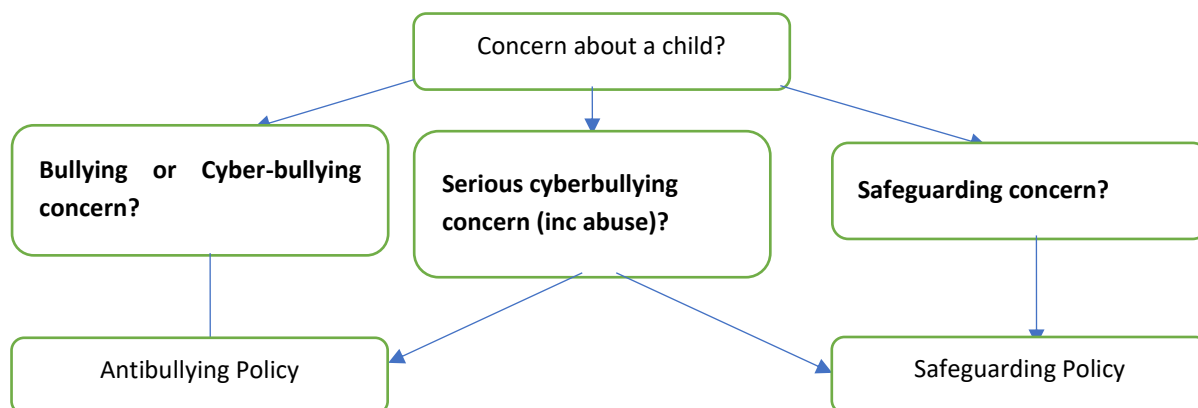 Concern about a child?
Bullying or Cyber-bullying
concern?
Serious cyberbullying
concern (inc abuse)?
Safeguarding concern?
Antibullying Policy
Safeguarding Policy